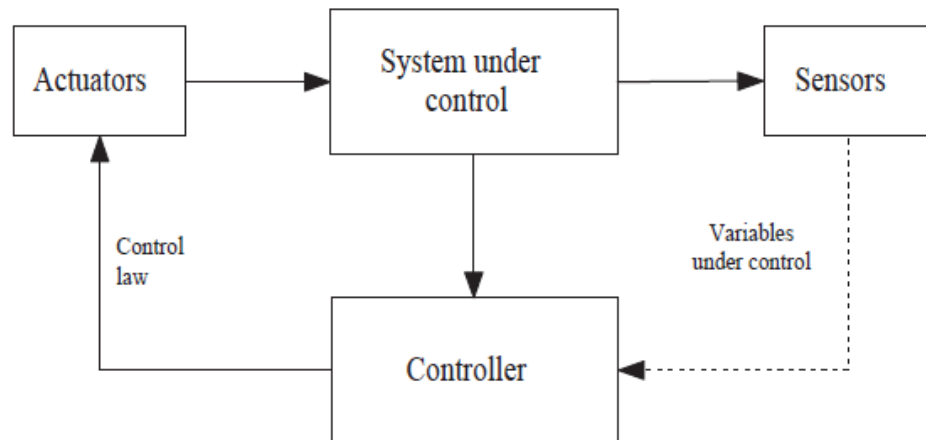 Actuators
System under
control
Sensors
Control
law
Variables
under control
Controller